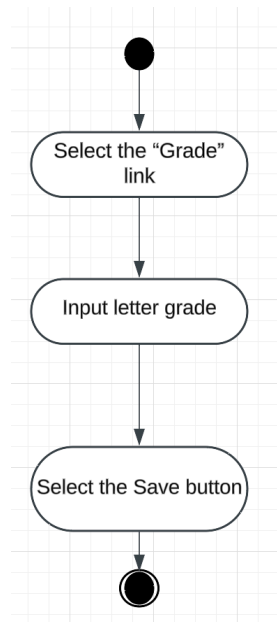 Select the “Grade”
link
Input letter grade
Select the Save button